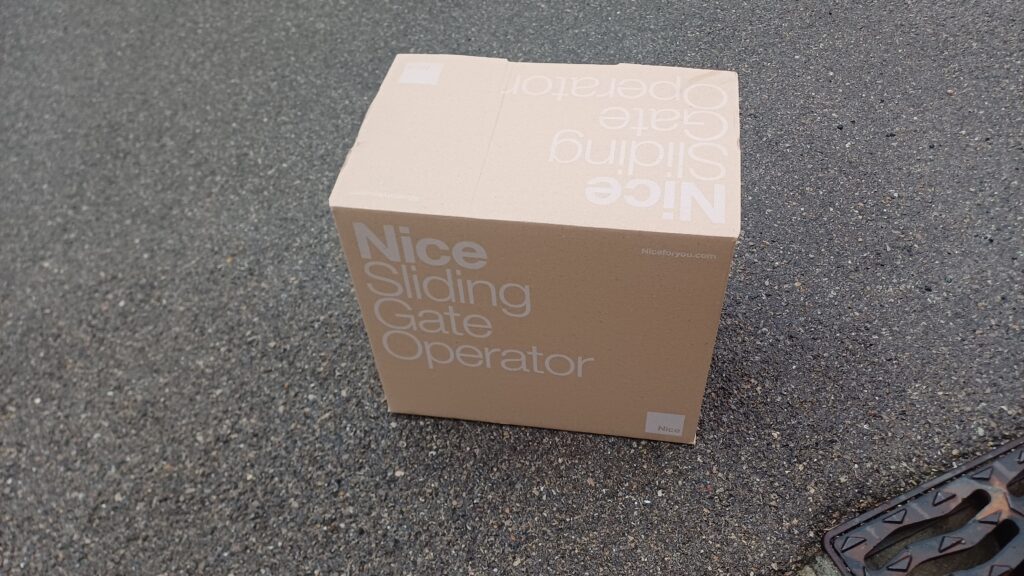 Operator
Gate
Sliding
Nice
Nice
Sliding
Gate
Operator
Niceforyou.com
Nice